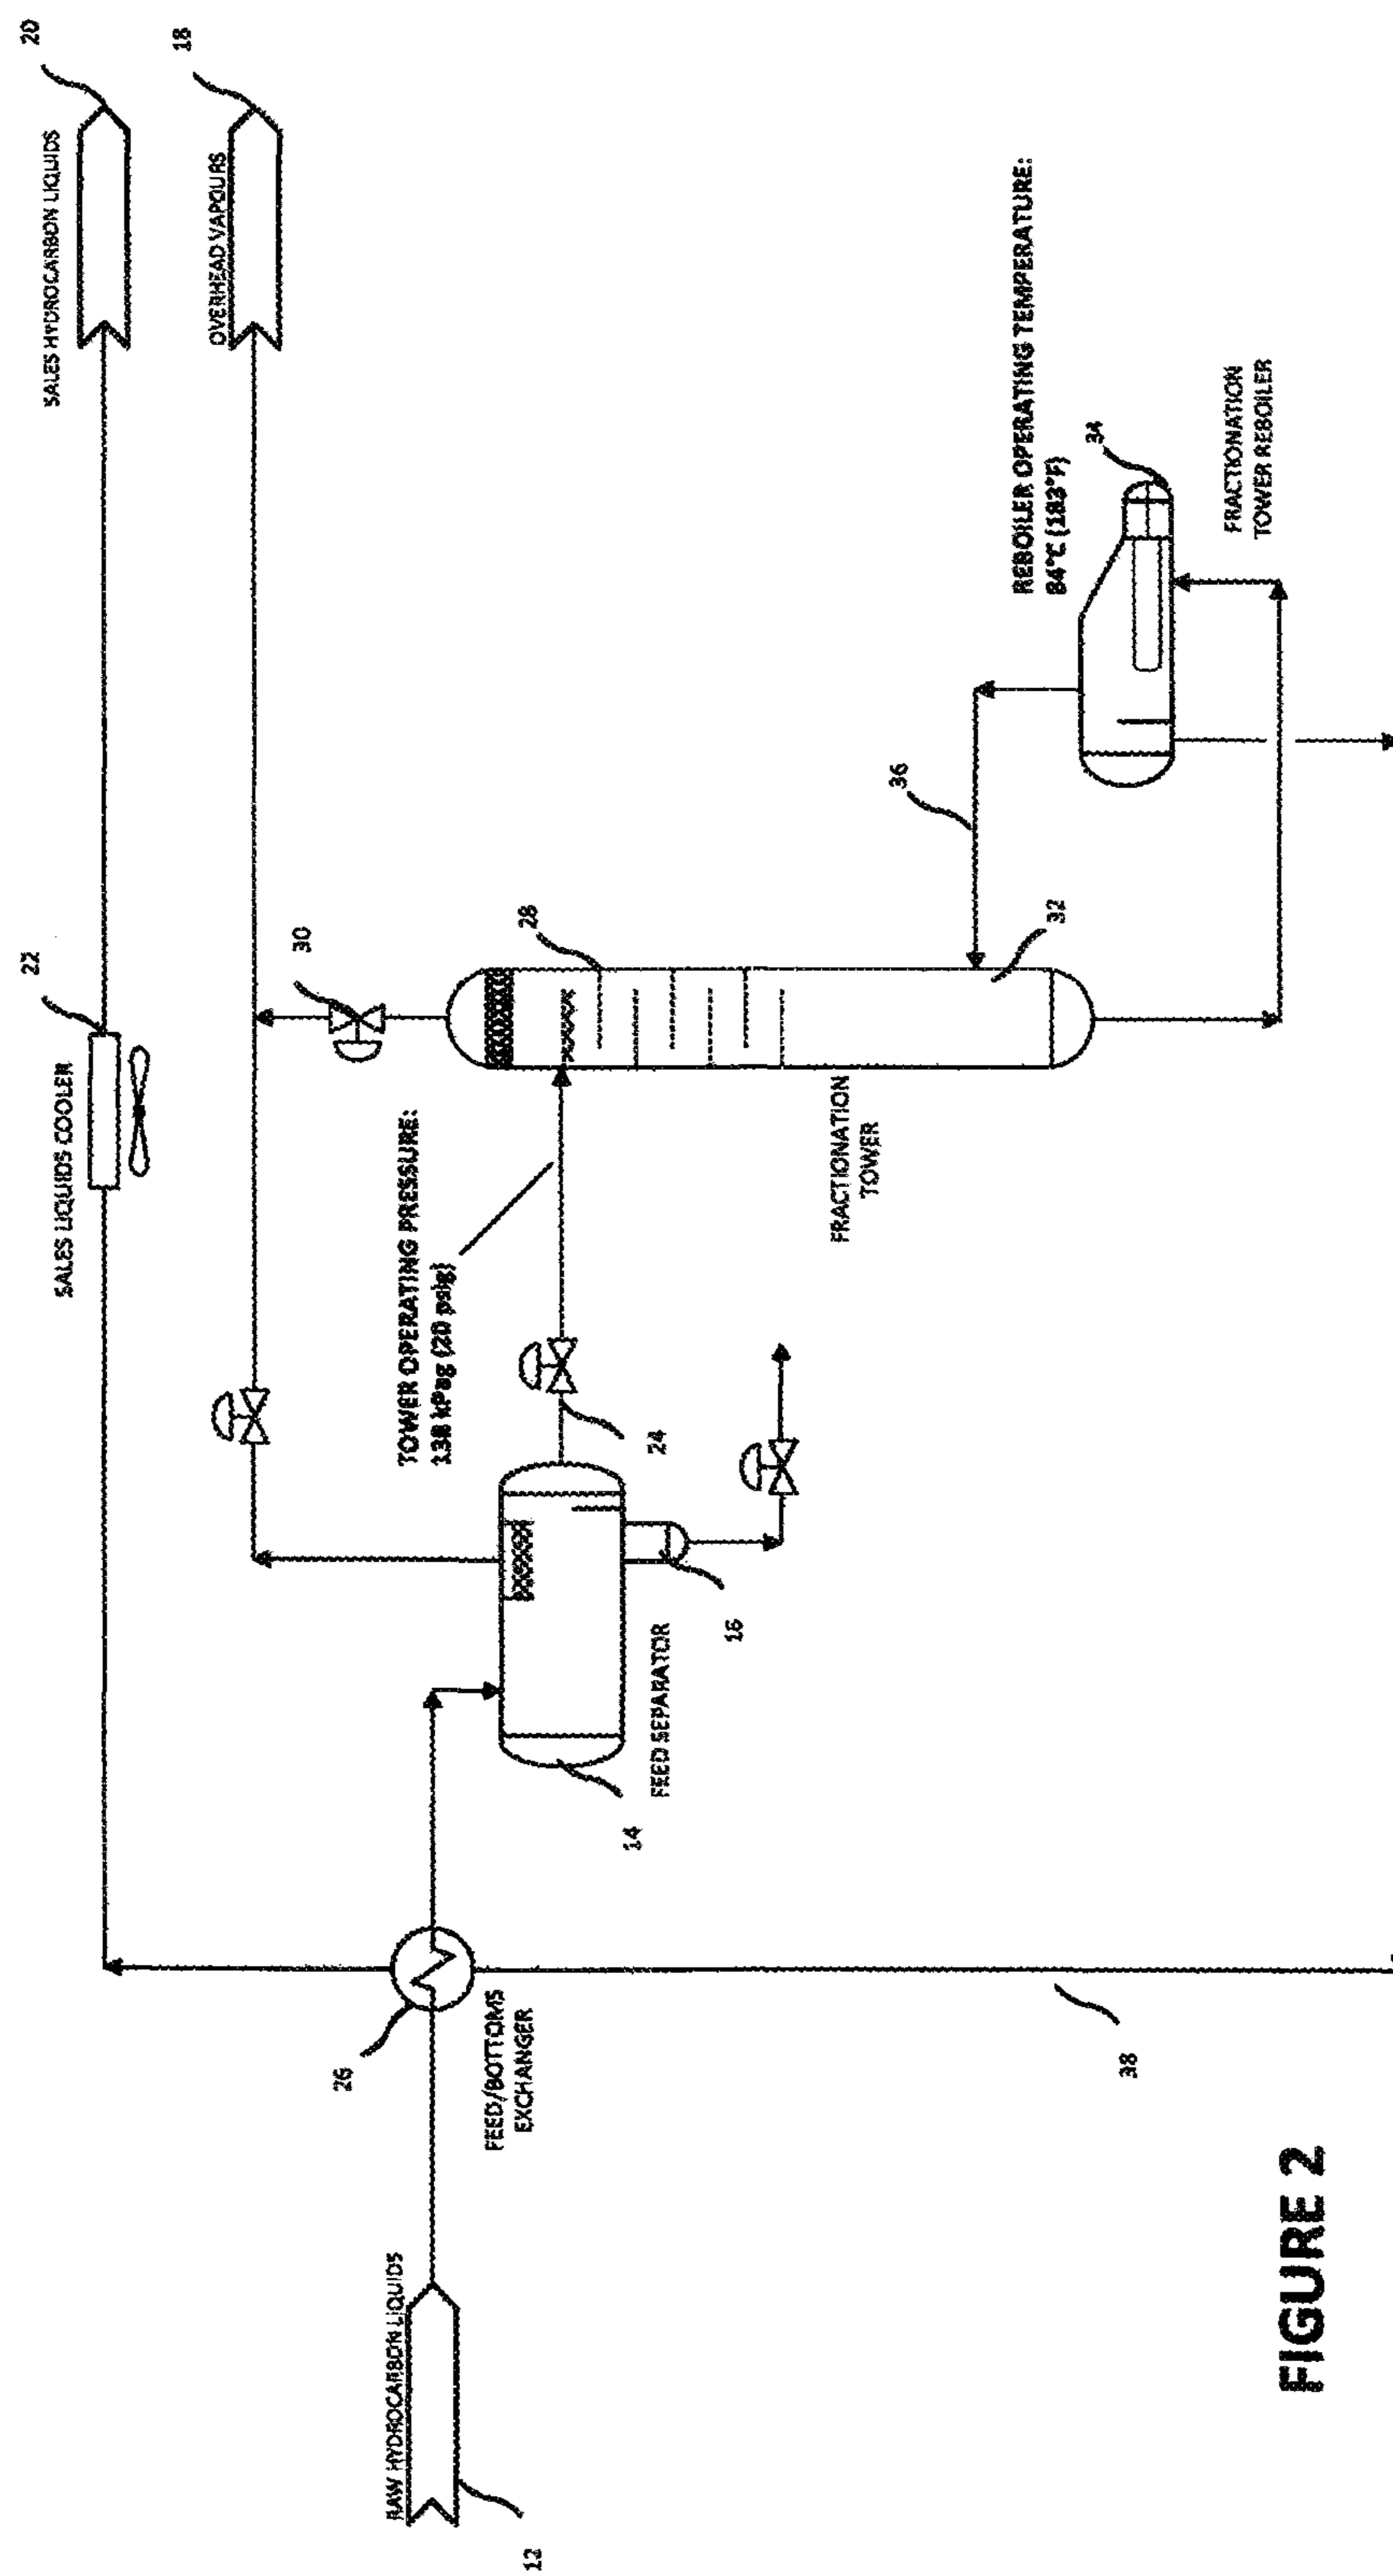 20
SALES HYDROCARBON LIQUIDS
18
OVERHEAD VAPOURS
22
SALES LIQUIDS COOLER
30
TOWER OPERATING PRESSURE:
138 kPag (20 psig)
28
REBOILER OPERATING TEMPERATURE:
84°C (183°F)
34
FRACTIONATION
TOWER REBOILER
36
32
FRACTIONATION
TOWER
24
16
FEED SEPARATOR
14
26
FEED/BOTTOMS
EXCHANGER
38
RAW HYDROCARBON LIQUIDS
12
FIGURE 2